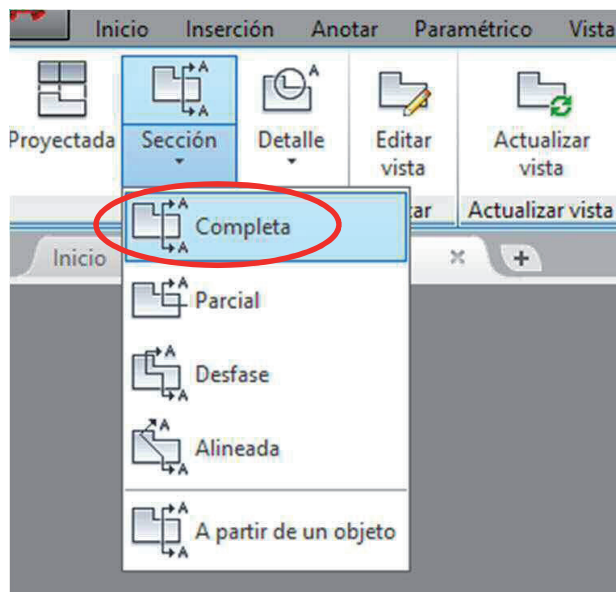 Inicio Inserción Anotar Paramétrico Vista
Proyectada Sección Detalle Editar vista Actualizar vista
Actualizar vista
Inicio
Completa
Parcial
Desfase
Alineada
A partir de un objeto